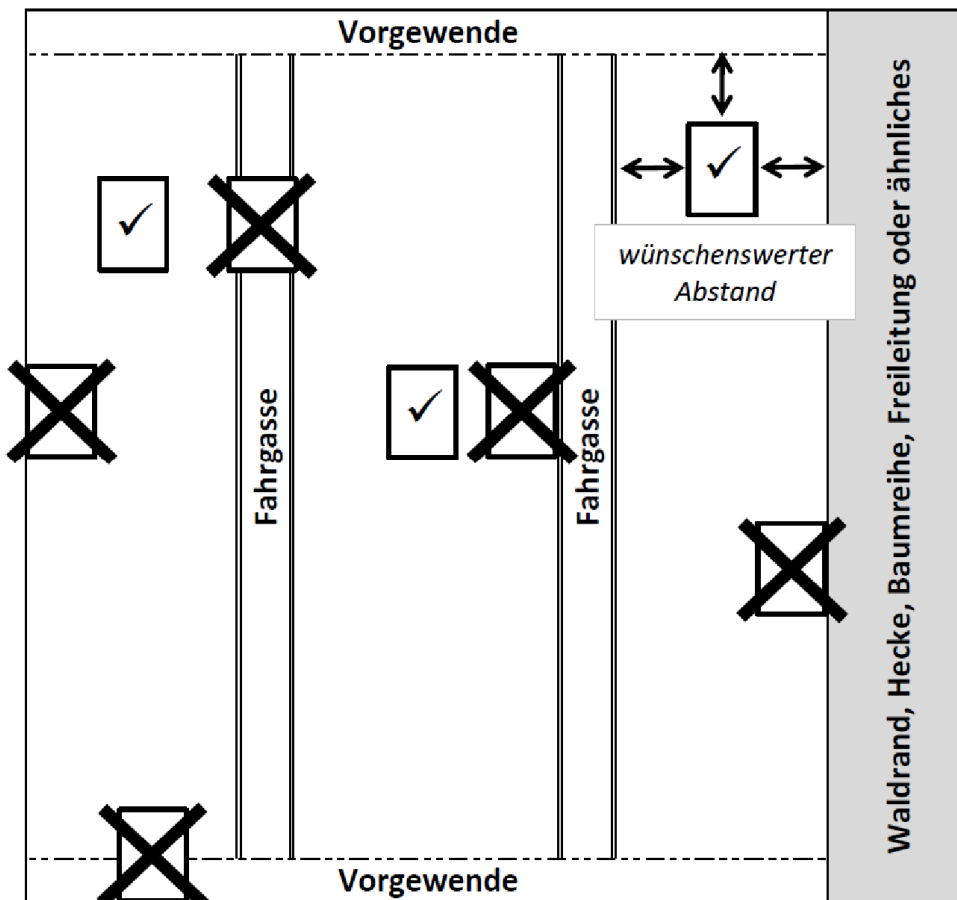 Vorgewende
wünschenswerter
Abstand
Fahrgasse
Fahrgasse
Waldrand, Hecke, Baumreihe, Freileitung oder ähnliches
Vorgewende